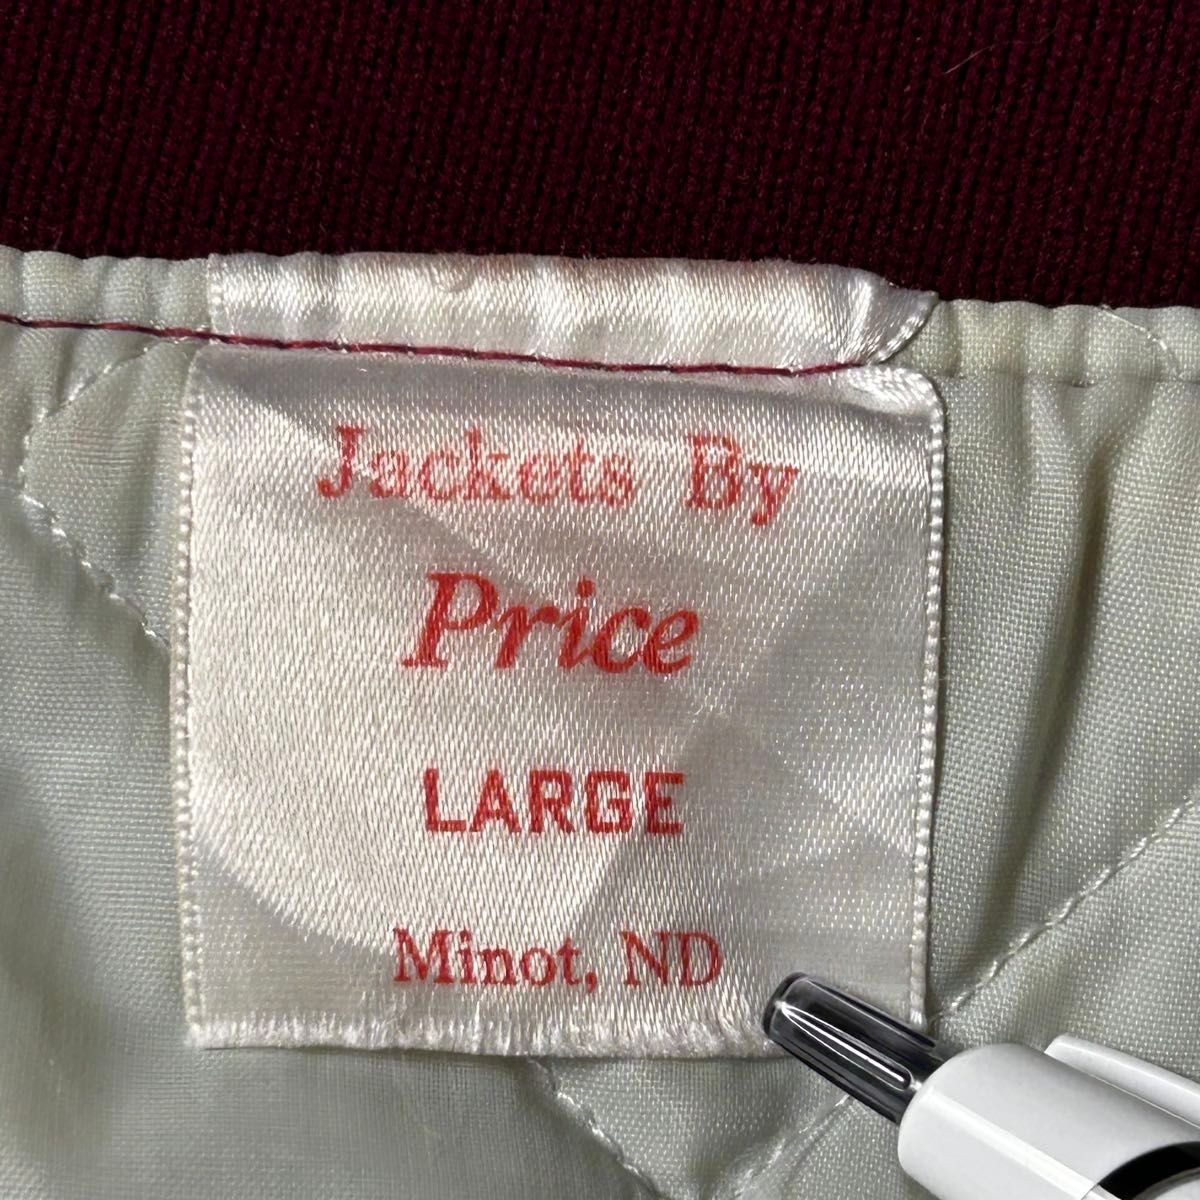 Jackets By
Price
LARGE
Minot, ND